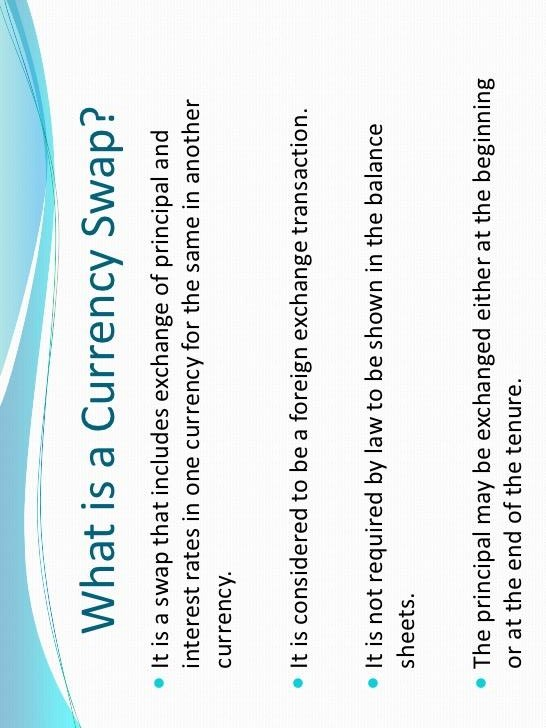 What is a Currency Swap?
It is a swap that includes exchange of principal and
interest rates in one currency for the same in another
currency.
It is considered to be a foreign exchange transaction.
It is not required by law to be shown in the balance
sheets.
The principal may be exchanged either at the beginning
or at the end of the tenure.